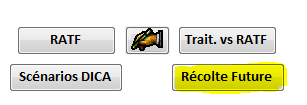 RATF
Trait. vs RATF
Scénarios DICA
Récolte Future